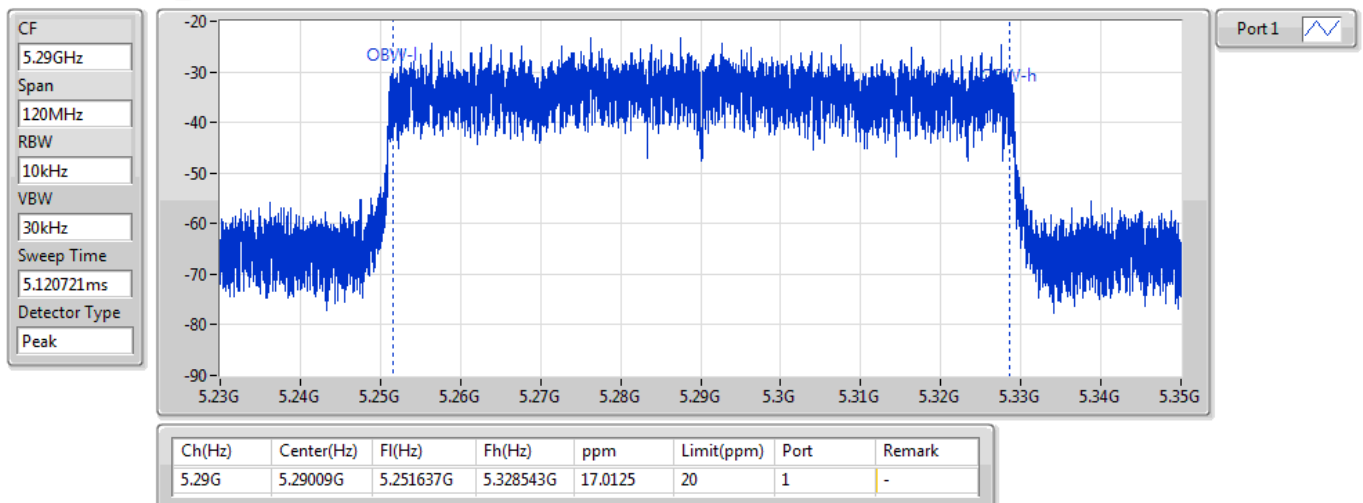 CF
5.29GHz
Span
120MHz
RBW
10kHz
VBW
30kHz
Sweep Time
5.120721ms
Detector Type
Peak
-20
-30
-40
-50
-60
-70
-80
-90
OBW-l
OBW-h
5.23G 5.24G 5.25G 5.26G 5.27G 5.28G 5.29G 5.3G 5.31G 5.32G 5.33G 5.34G 5.35G
Port 1
Ch(Hz) Center(Hz) Fl(Hz) Fh(Hz) ppm Limit(ppm) Port Remark
5.29G 5.29009G 5.251637G 5.328543G 17.0125 20 1 -